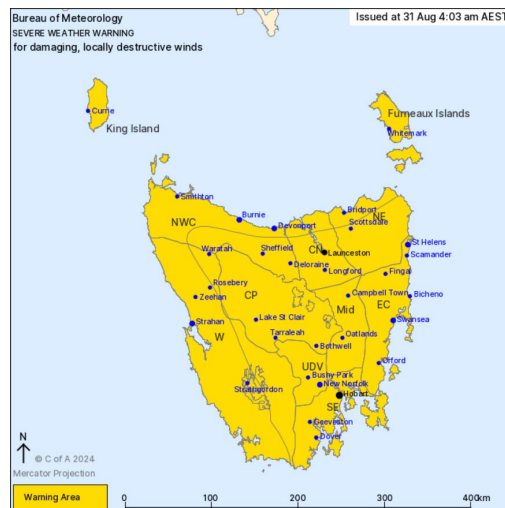 Bureau of Meteorology
Issued at 31 Aug 4:03 am AEST
SEVERE WEATHER WARNING
for damaging, locally destructive winds
Currie
King Island
Furneaux Islands
Whitemark
Smithton
Bridport
NE
NWC
Burnie
Devonport
Scottsdale
St Helens
Waratah
Sheffield
CN
Launceston
Scamander
Deloraine
Longford
Fingal
Rosebery
Zeehan
CP
Campbell Town
Bicheno
EC
Mid
Strahan
Lake St Clair
Swansea
W
Tarraleah
Oatlands
Bothwell
Orford
UDV
Bushy Park
Strathgordon
New Norfolk
Hobart
SE
Geeveston
Dover
N
© C of A 2024
Mercator Projection
Warning Area
0 100 200 300 400km